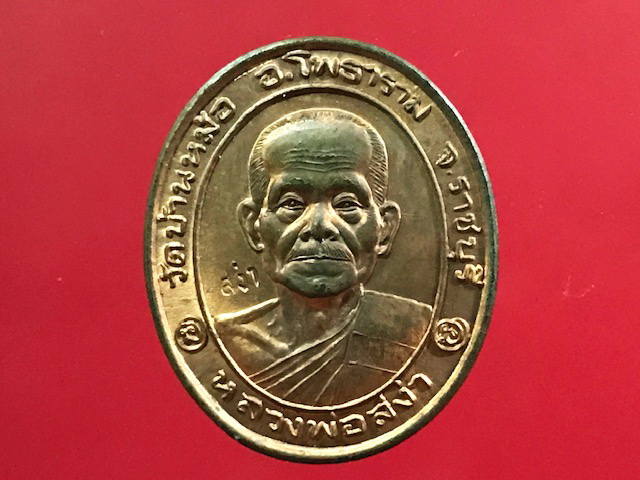 วัดบ้านหม้อ อ.โพธาราม จ.ราชบุรี
สง่า
หลวงพ่อสง่า